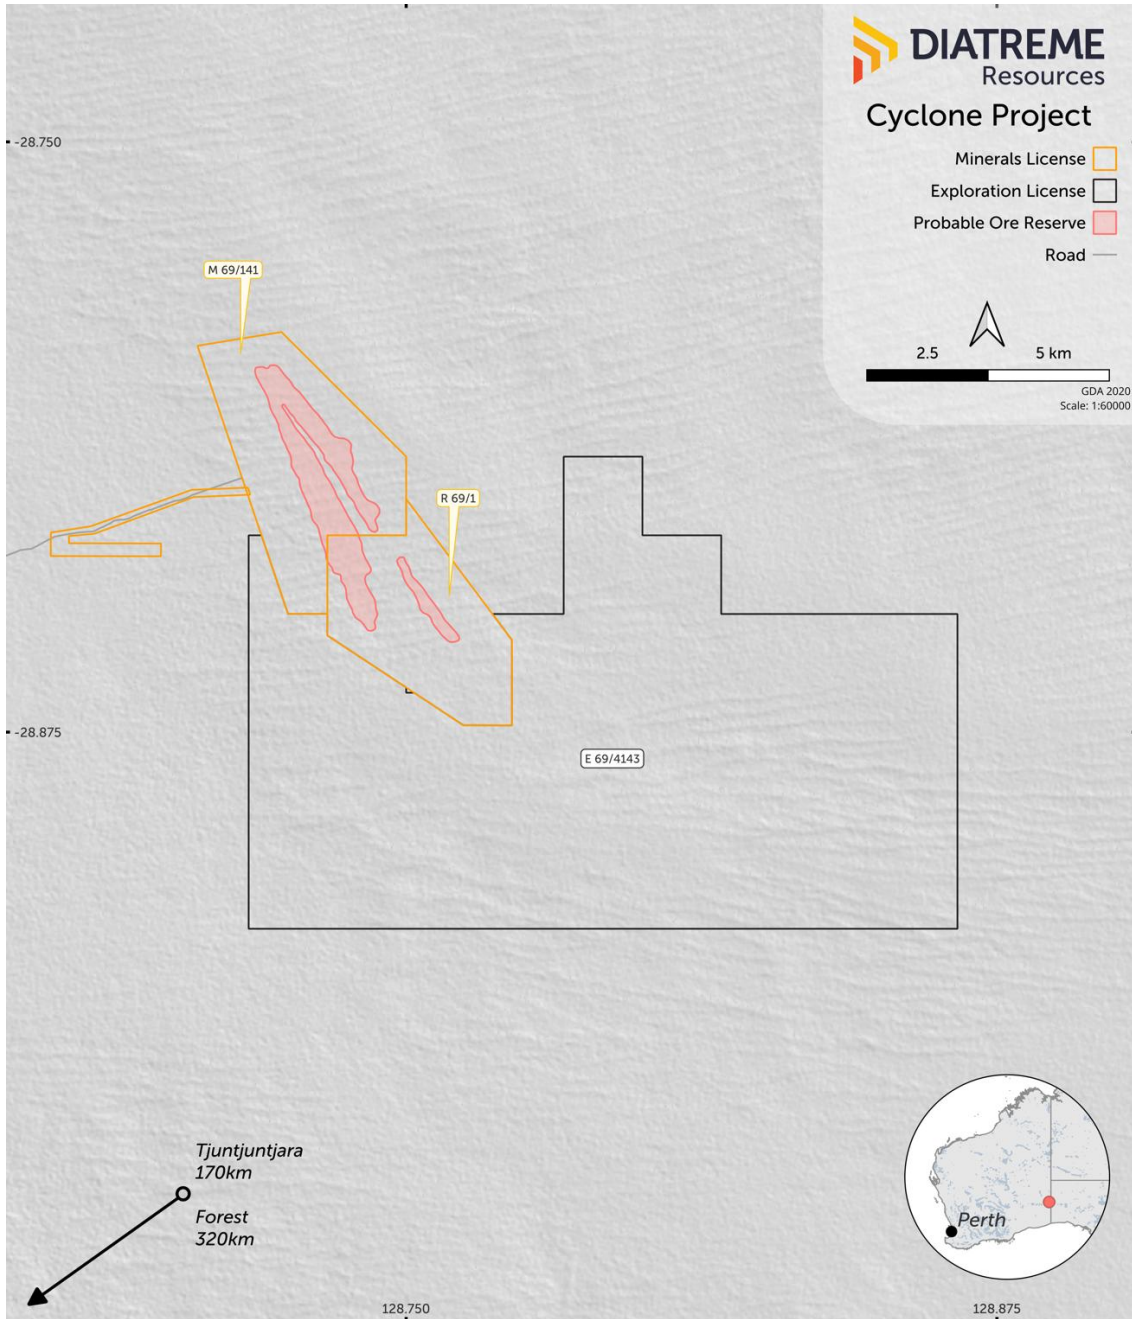 DIATREME
Resources
Cyclone Project
Minerals License
Exploration License
Probable Ore Reserve
Road
2.5 5 km
GDA 2020
Scale: 1:60000
-28.750
M 69/141
R 69/1
-28.875
E 69/4143
Tjuntjuntjara
170km
Forest
320km
Perth
128.750
128.875